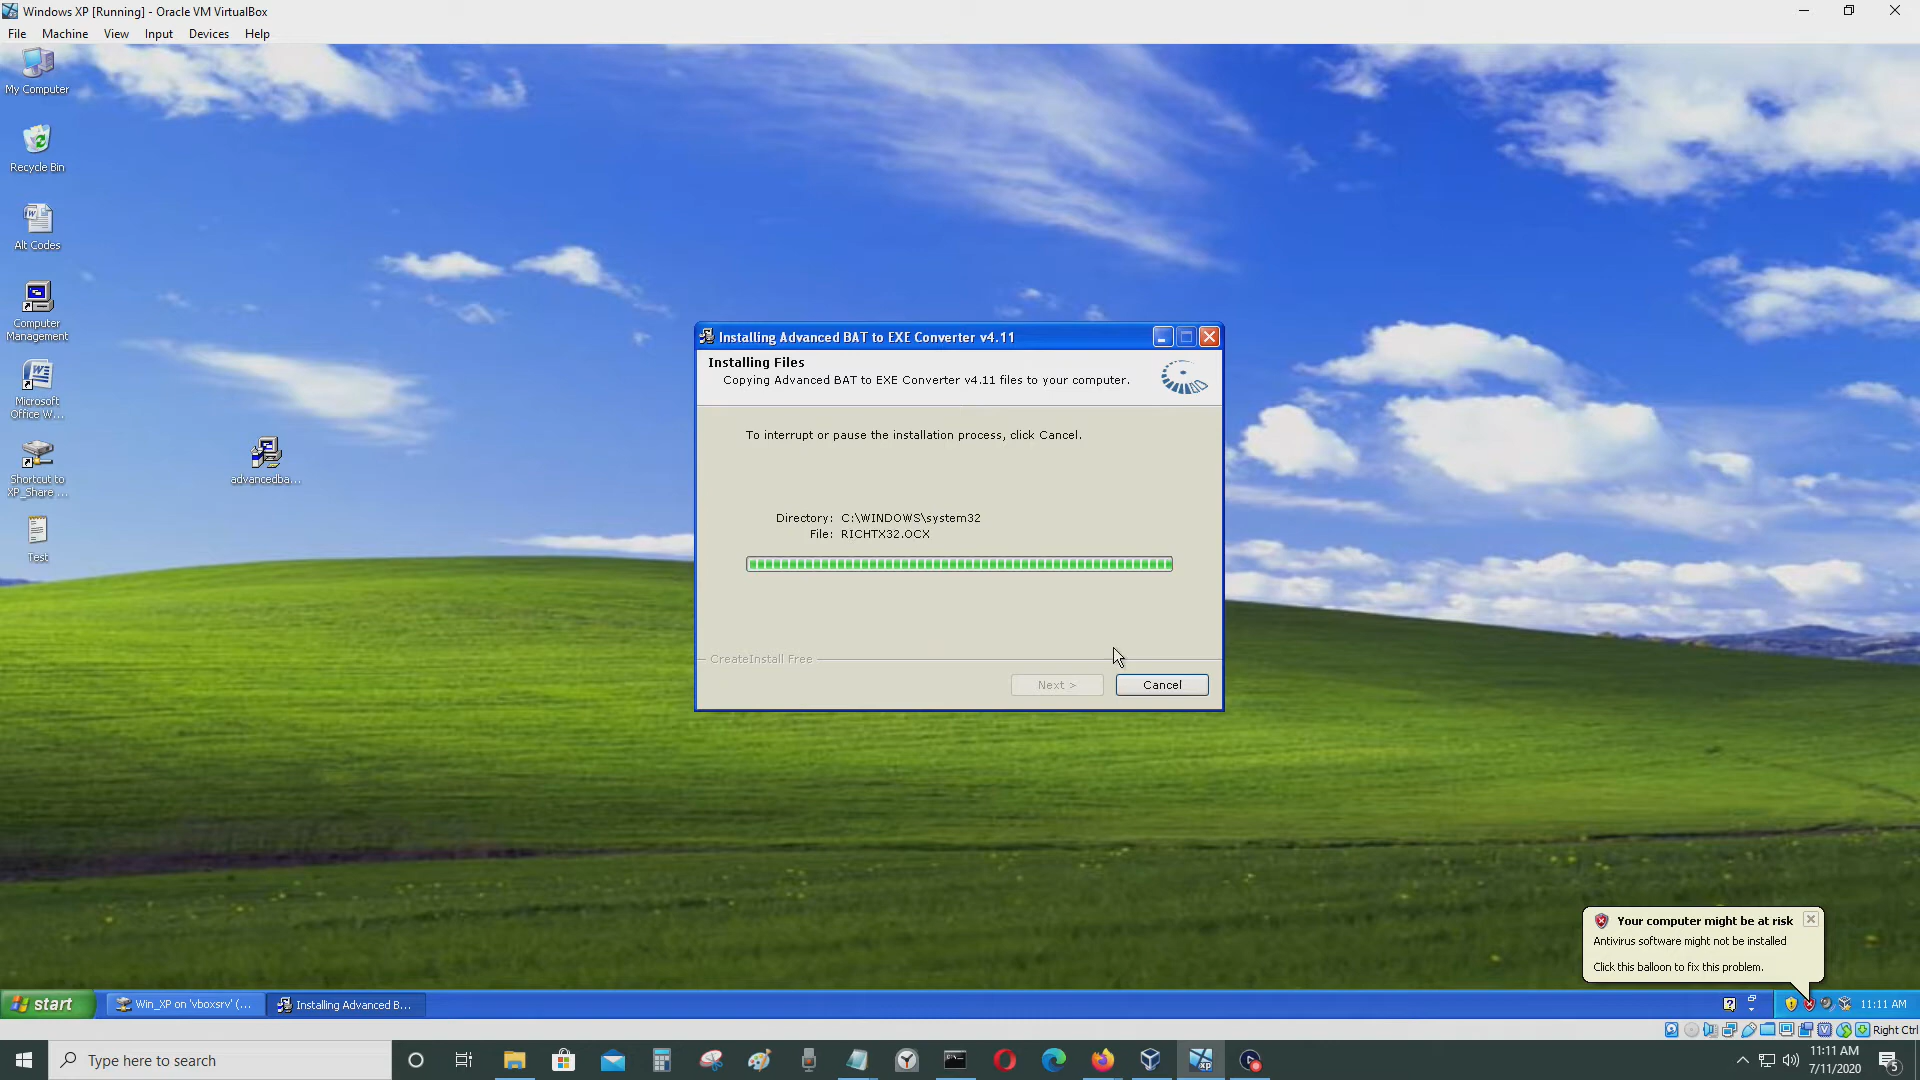 Windows XP [Running] - Oracle VM VirtualBox
File Machine View Input Devices Help
My Computer
Recycle Bin
Alt Codes
Computer
Management
Microsoft
Office W...
Shortcut to
XP_Share ...
Test
advancedba...
Installing Advanced BAT to EXE Converter v4.11
Installing Files
Copying Advanced BAT to EXE Converter v4.11 files to your computer.
To interrupt or pause the installation process, click Cancel.
Directory: C:\WINDOWS\system32
File: RICHTX32.OCX
CreateInstall Free
Next >
Cancel
Your computer might be at risk
Antivirus software might not be installed
Click this balloon to fix this problem.
start
Win_XP on 'vboxsrv' (...
Installing Advanced B...
11:11 AM
Right Ctrl
Type here to search
xp
11:11 AM
7/11/2020
5